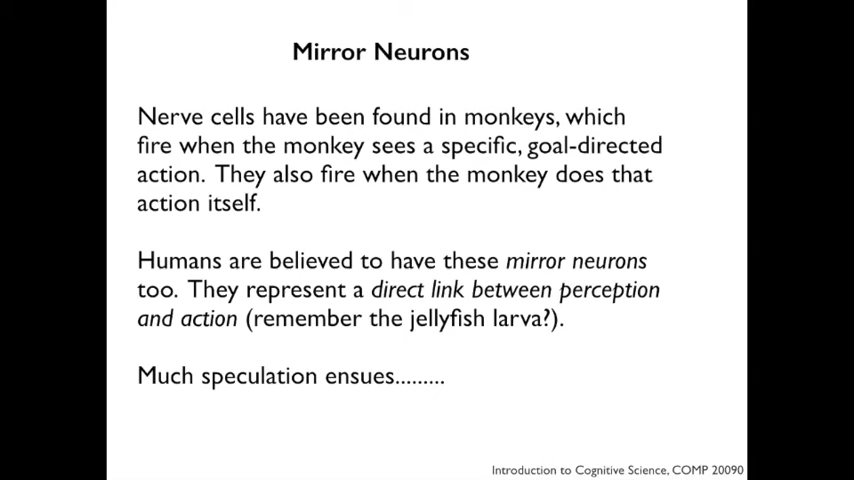 Mirror Neurons
Nerve cells have been found in monkeys, which
fire when the monkey sees a specific, goal-directed
action. They also fire when the monkey does that
action itself.
Humans are believed to have these mirror neurons
too. They represent a direct link between perception
and action (remember the jellyfish larva?).
Much speculation ensues.........
Introduction to Cognitive Science, COMP 20090